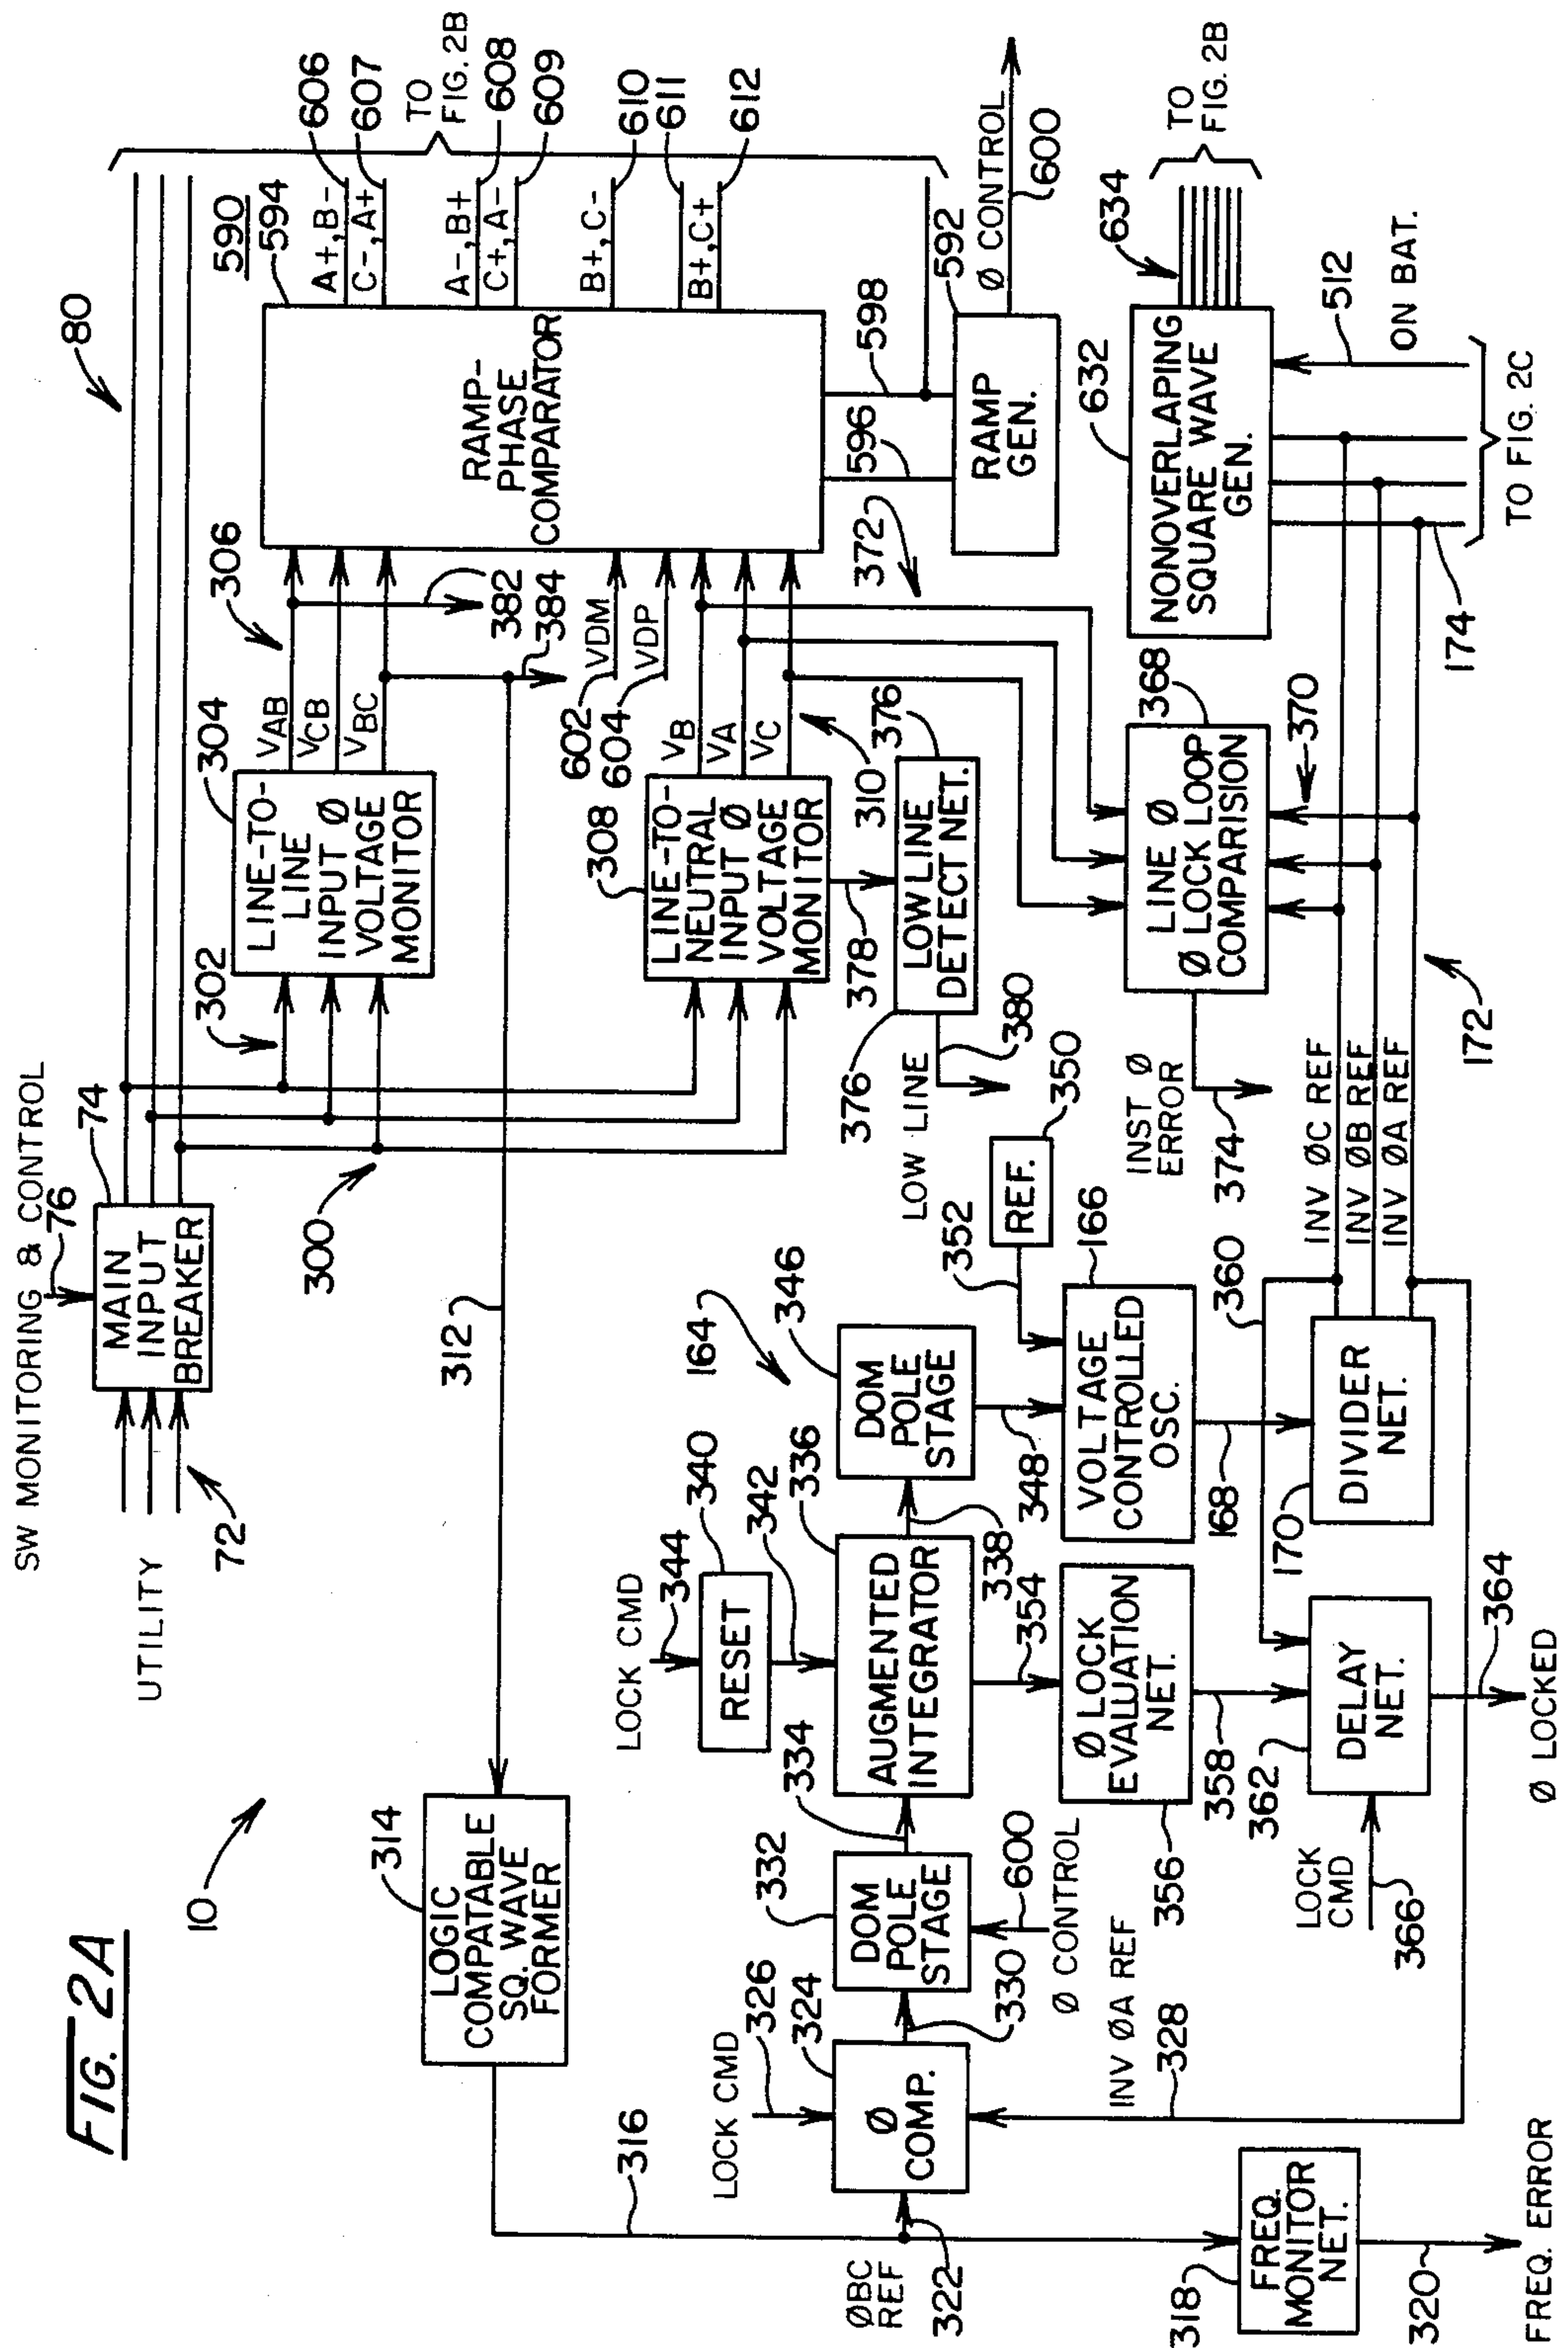 FIG. 2A
10
SW MONITORING & CONTROL
76
74
MAIN
INPUT
BREAKER
UTILITY
72
80
300
302
304
LINE-TO-
LINE
INPUT Ø
VOLTAGE
MONITOR
306
VAB
VCB
VBC
382
384
312
314
LOGIC
COMPATABLE
SQ. WAVE
FORMER
316
308
LINE-TO-
NEUTRAL
INPUT Ø
VOLTAGE
MONITOR
602
VDM
604
VDP
VB
VA
VC
310
376
378
LOW LINE
DETECT NET.
376
380
LOW LINE
590
594
RAMP-
PHASE
COMPARATOR
A+,B-
606
C-,A+
607
A-,B+
608
C+,A-
609
B+,C-
610
611
B+,C+
612
TO
FIG. 2B
596
598
592
RAMP
GEN.
Ø CONTROL
600
372
632
NONOVERLAPING
SQUARE WAVE
GEN.
634
TO
FIG. 2B
512
ON BAT.
TO FIG. 2C
174
368
LINE Ø
Ø LOCK LOOP
COMPARISION
370
INST Ø
ERROR
374
172
INV ØC REF
INV ØB REF
INV ØA REF
LOCK CMD
344
340
RESET
342
164
346
DOM
POLE
STAGE
336
AUGMENTED
INTEGRATOR
338
334
348
352
350
REF.
166
VOLTAGE
CONTROLLED
OSC.
168
170
DIVIDER
NET.
360
354
Ø LOCK
EVALUATION
NET.
356
358
362
DELAY
NET.
LOCK
CMD
366
364
Ø LOCKED
332
DOM
POLE
STAGE
600
Ø CONTROL
330
LOCK CMD
326
324
Ø
COMP.
INV ØA REF
328
ØBC
REF
322
318
FREQ.
MONITOR
NET.
320
FREQ. ERROR